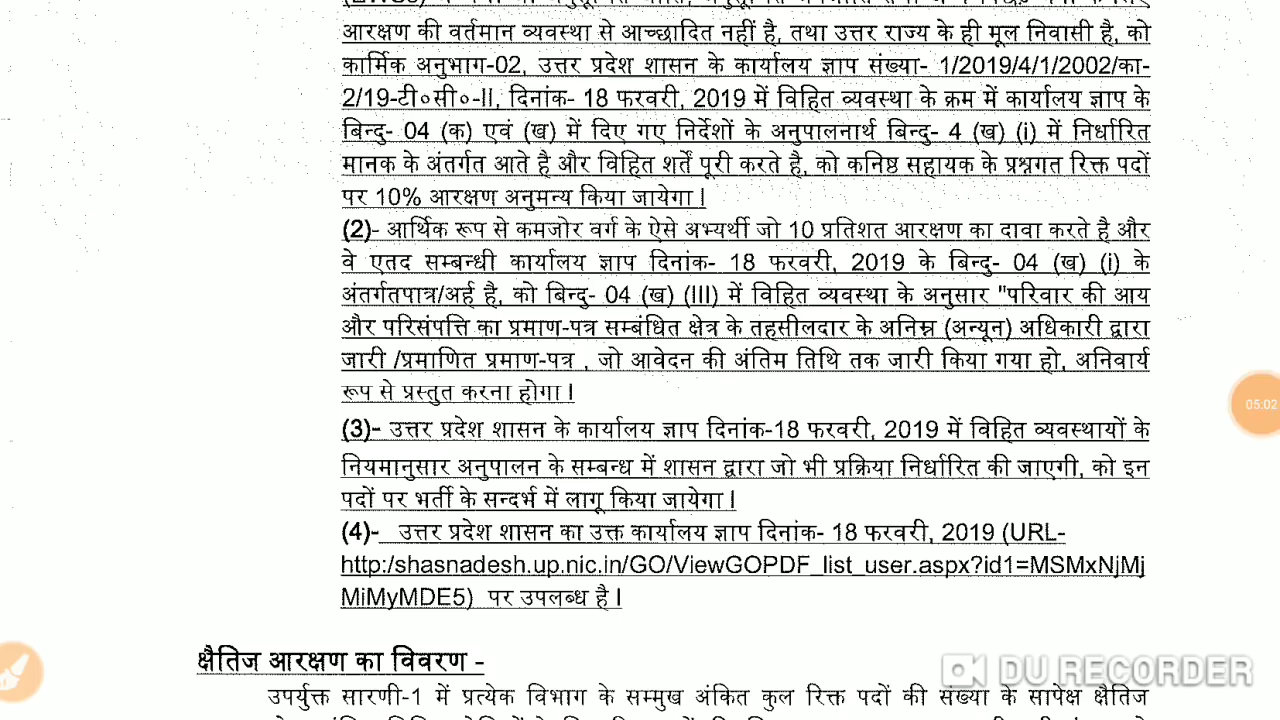 आरक्षण की वर्तमान व्यवस्था से आच्छादित नहीं है, तथा उत्तर राज्य के ही मूल निवासी है, को
कार्मिक अनुभाग-02, उत्तर प्रदेश शासन के कार्यालय ज्ञाप संख्या- 1/2019/4/1/2002/का-
2/19-टी०सी०-II, दिनांक- 18 फरवरी, 2019 में विहित व्यवस्था के क्रम में कार्यालय ज्ञाप के
बिन्दु- 04 (क) एवं (ख) में दिए गए निर्देशों के अनुपालनार्थ बिन्दु- 4 (ख) (i) में निर्धारित
मानक के अंतर्गत आते है और विहित शर्तें पूरी करते है, को कनिष्ठ सहायक के प्रश्नगत रिक्त पदों
पर 10% आरक्षण अनुमन्य किया जायेगा |
(2)- आर्थिक रूप से कमजोर वर्ग के ऐसे अभ्यर्थी जो 10 प्रतिशत आरक्षण का दावा करते है और
वे एतद सम्बन्धी कार्यालय ज्ञाप दिनांक- 18 फरवरी, 2019 के बिन्दु- 04 (ख) (i) के
अंतर्गतपात्र/अर्ह है, को बिन्दु- 04 (ख) (III) में विहित व्यवस्था के अनुसार "परिवार की आय
और परिसंपत्ति का प्रमाण-पत्र सम्बंधित क्षेत्र के तहसीलदार के अनिम्न (अन्यून) अधिकारी द्वारा
जारी /प्रमाणित प्रमाण-पत्र , जो आवेदन की अंतिम तिथि तक जारी किया गया हो, अनिवार्य
रूप से प्रस्तुत करना होगा |
(3)- उत्तर प्रदेश शासन के कार्यालय ज्ञाप दिनांक-18 फरवरी, 2019 में विहित व्यवस्थायों के
नियमानुसार अनुपालन के सम्बन्ध में शासन द्वारा जो भी प्रक्रिया निर्धारित की जाएगी, को इन
पदों पर भर्ती के सन्दर्भ में लागू किया जायेगा |
(4)- उत्तर प्रदेश शासन का उक्त कार्यालय ज्ञाप दिनांक- 18 फरवरी, 2019 (URL-
http:/shasnadesh.up.nic.in/GO/ViewGOPDF_list_user.aspx?id1=MSMxNjMj
MiMyMDE5) पर उपलब्ध है |
05:02
क्षैतिज आरक्षण का विवरण -
DU RECORDER
उपर्युक्त सारणी-1 में प्रत्येक विभाग के सम्मुख अंकित कुल रिक्त पदों की संख्या के सापेक्ष क्षैतिज